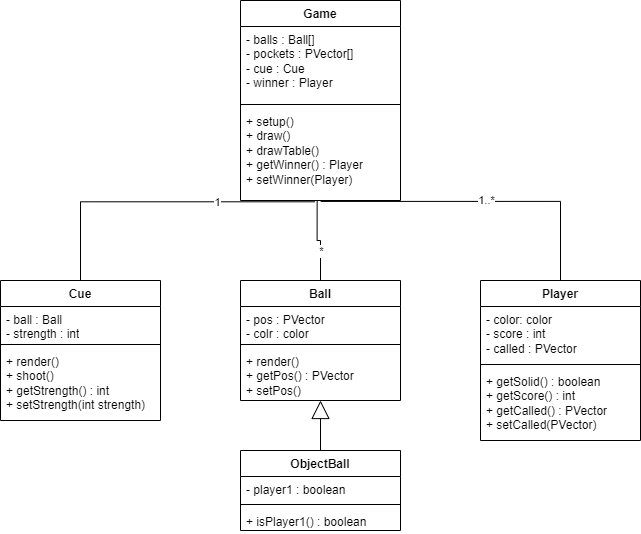 Game
- balls : Ball[]
- pockets : PVector[]
- cue : Cue
- winner : Player
+ setup()
+ draw()
+ drawTable()
+ getWinner() : Player
+ setWinner(Player)
1
1..*
*
Cue
- ball : Ball
- strength : int
+ render()
+ shoot()
+ getStrength() : int
+ setStrength(int strength)
Ball
- pos : PVector
- colr : color
+ render()
+ getPos() : PVector
+ setPos()
Player
- color: color
- score : int
- called : PVector
+ getSolid() : boolean
+ getScore() : int
+ getCalled() : PVector
+ setCalled(PVector)
ObjectBall
- player1 : boolean
+ isPlayer1() : boolean